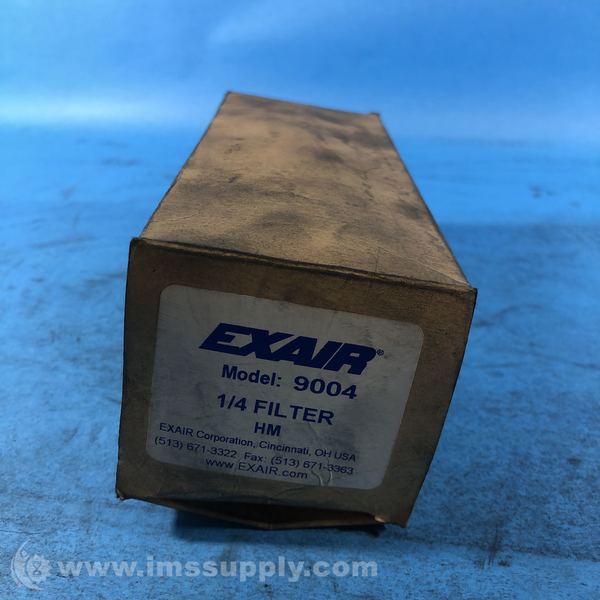 EXAIR®
Model: 9004
1/4 FILTER
HM
EXAIR Corporation, Cincinnati, OH USA
(513) 671-3322 Fax: (513) 671-3363
www.EXAIR.com
www.imssupply.com